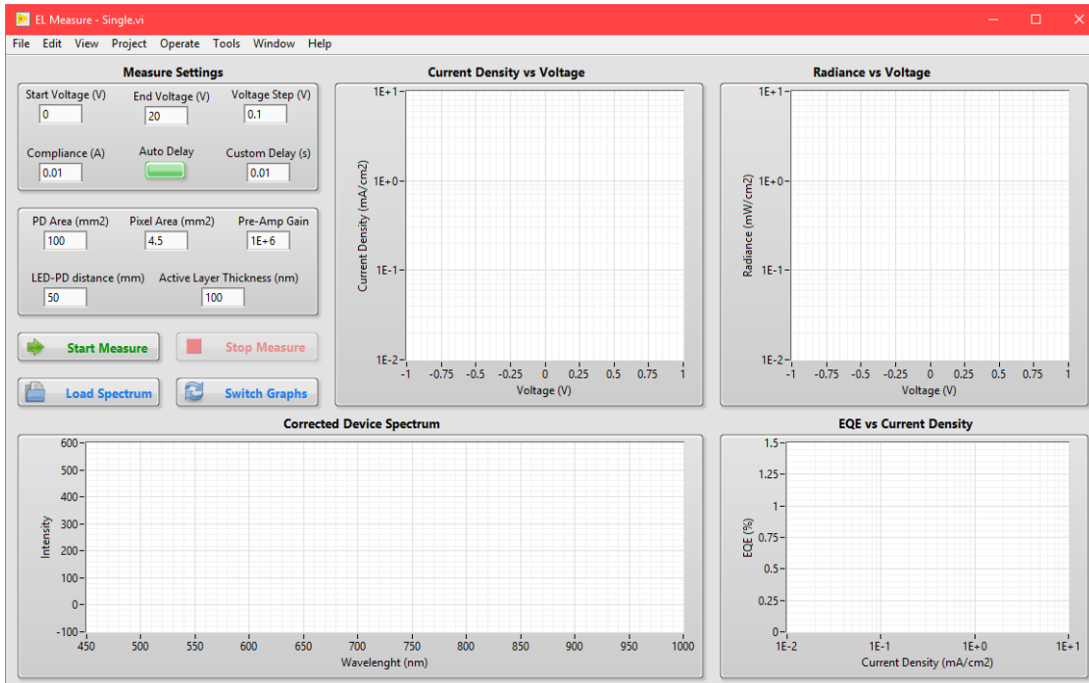 EL Measure - Single.vi
File Edit View Project Operate Tools Window Help
Measure Settings
Start Voltage (V) End Voltage (V) Voltage Step (V)
0 20 0.1
Compliance (A) Auto Delay Custom Delay (s)
0.01 0.01
PD Area (mm2) Pixel Area (mm2) Pre-Amp Gain
100 4.5 1E+6
LED-PD distance (mm) Active Layer Thickness (nm)
50 100
Start Measure Stop Measure
Load Spectrum Switch Graphs
Current Density vs Voltage
Current Density (mA/cm2)
1E+1
1E+0
1E-1
1E-2
-1 -0.75 -0.5 -0.25 0 0.25 0.5 0.75 1
Voltage (V)
Radiance vs Voltage
Radiance (mW/cm2)
1E+1
1E+0
1E-1
1E-2
-1 -0.75 -0.5 -0.25 0 0.25 0.5 0.75 1
Voltage (V)
Corrected Device Spectrum
Intensity
600
500
400
300
200
100
0
-100
450 500 550 600 650 700 750 800 850 900 950 1000
Wavelenght (nm)
EQE vs Current Density
EQE (%)
1.5
1.25
1
0.75
0.5
0.25
0
1E-2 1E-1 1E+0 1E+1
Current Density (mA/cm2)